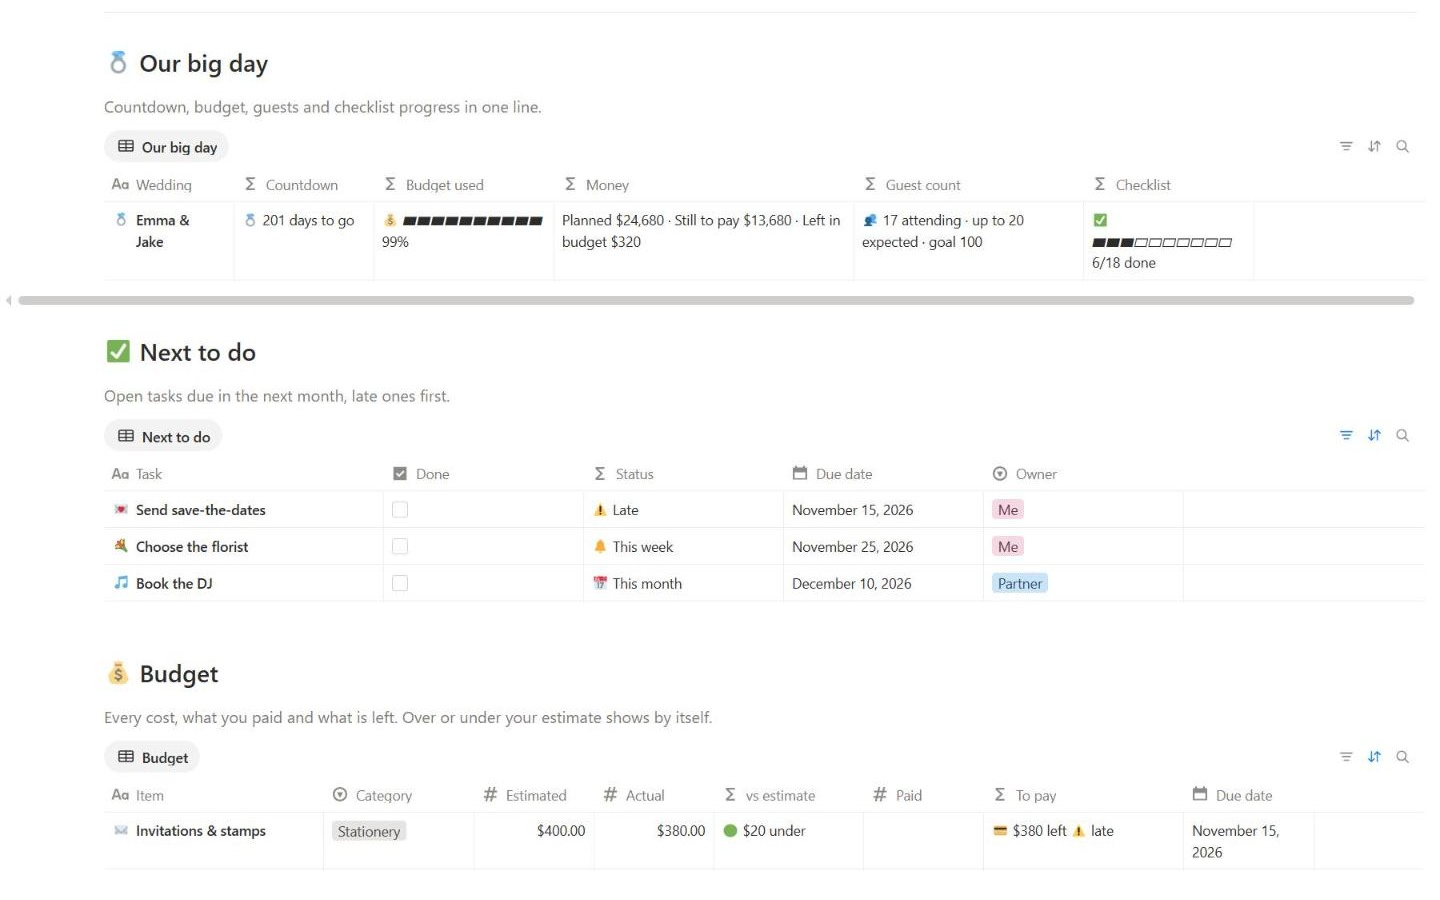 Our big day
Countdown, budget, guests and checklist progress in one line.
Our big day
Aa Wedding Σ Countdown Σ Budget used Σ Money Σ Guest count Σ Checklist
Emma & Jake
201 days to go
99%
Planned $24,680 · Still to pay $13,680 · Left in
budget $320
17 attending · up to 20
expected · goal 100
6/18 done
Next to do
Open tasks due in the next month, late ones first.
Next to do
Aa Task Done Σ Status Due date Owner
Send save-the-dates Late November 15, 2026 Me
Choose the florist This week November 25, 2026 Me
Book the DJ This month December 10, 2026 Partner
Budget
Every cost, what you paid and what is left. Over or under your estimate shows by itself.
Budget
Aa Item Category # Estimated # Actual Σ vs estimate # Paid Σ To pay Due date
Invitations & stamps Stationery $400.00 $380.00 $20 under $380 left late November 15,
2026